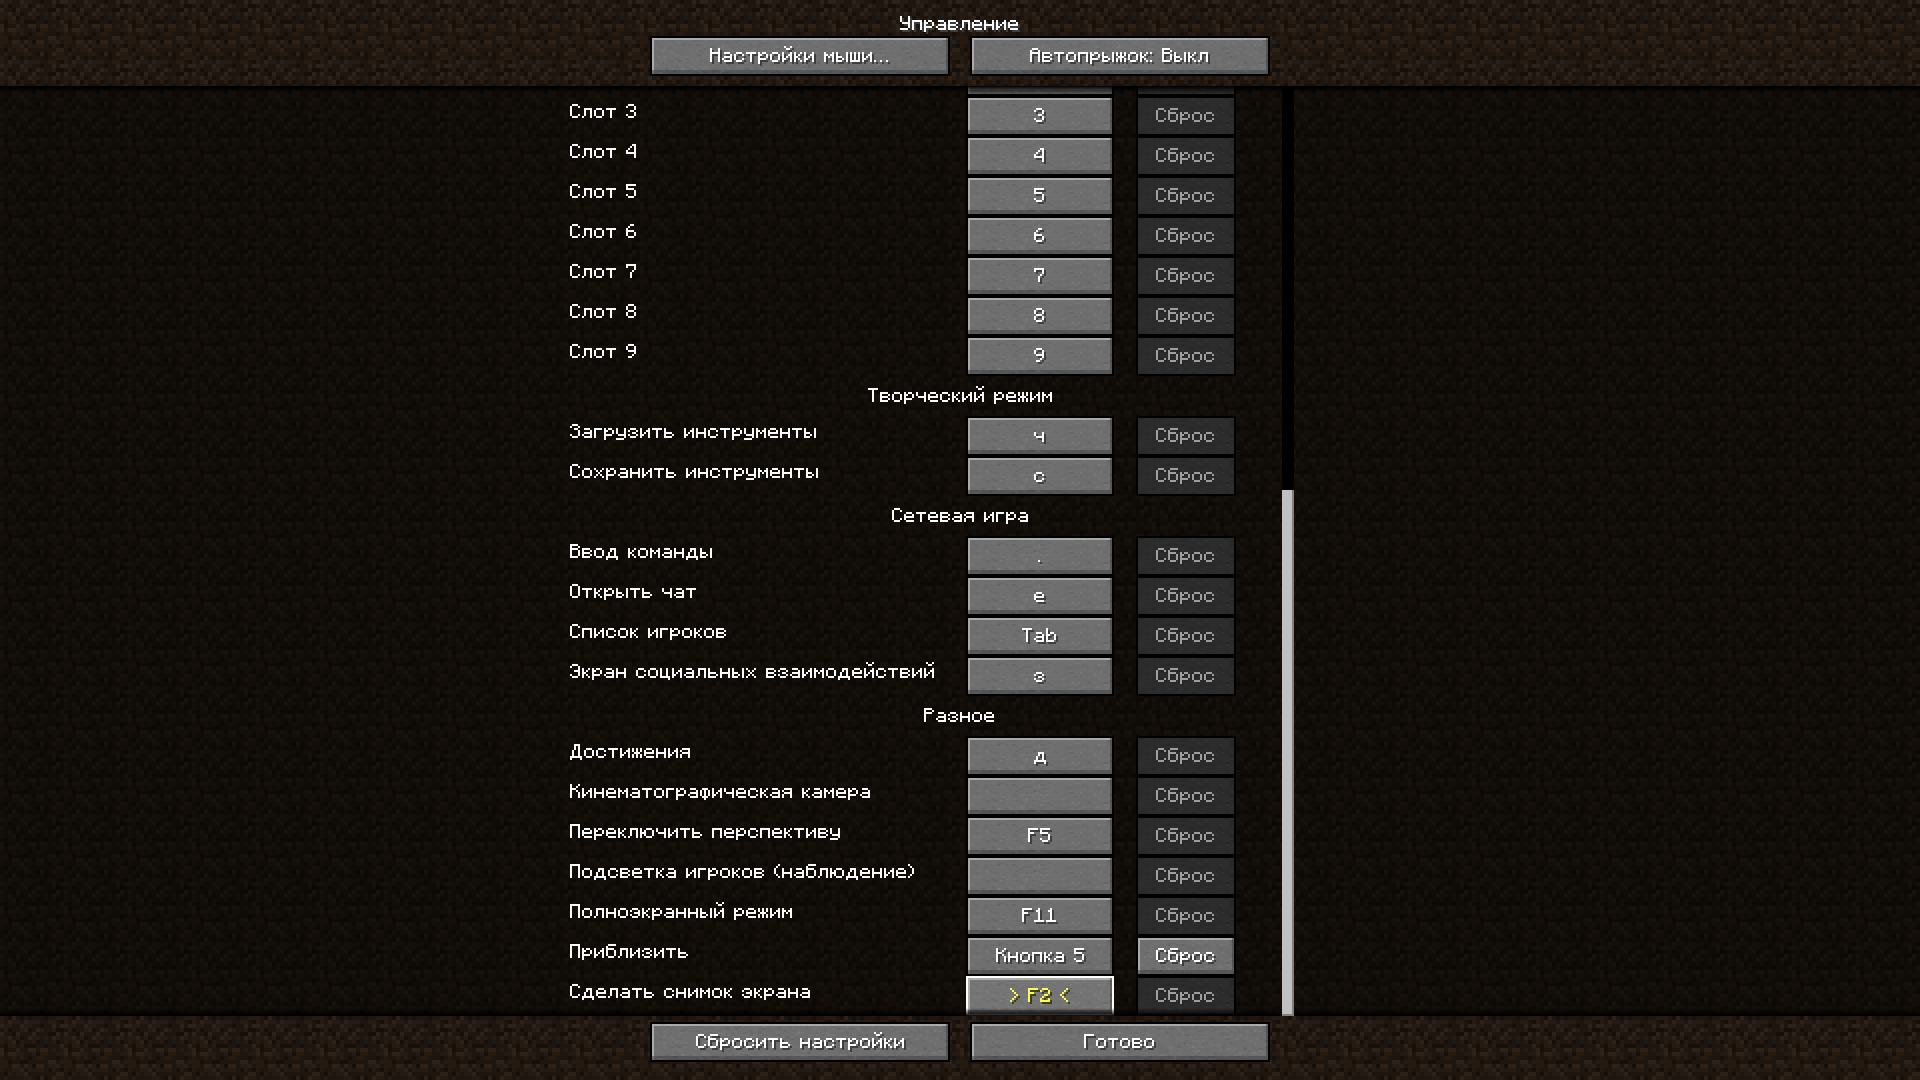 Управление
Настройки мыши... Автопрыжок: Выкл
Слот 3 3 Сброс
Слот 4 4 Сброс
Слот 5 5 Сброс
Слот 6 6 Сброс
Слот 7 7 Сброс
Слот 8 8 Сброс
Слот 9 9 Сброс
Творческий режим
Загрузить инструменты ч Сброс
Сохранить инструменты с Сброс
Сетевая игра
Ввод команды . Сброс
Открыть чат е Сброс
Список игроков Tab Сброс
Экран социальных взаимодействий з Сброс
Разное
Достижения д Сброс
Кинематографическая камера Сброс
Переключить перспективу F5 Сброс
Подсветка игроков (наблюдение) Сброс
Полноэкранный режим F11 Сброс
Приблизить Кнопка 5 Сброс
Сделать снимок экрана > F2 < Сброс
Сбросить настройки Готово